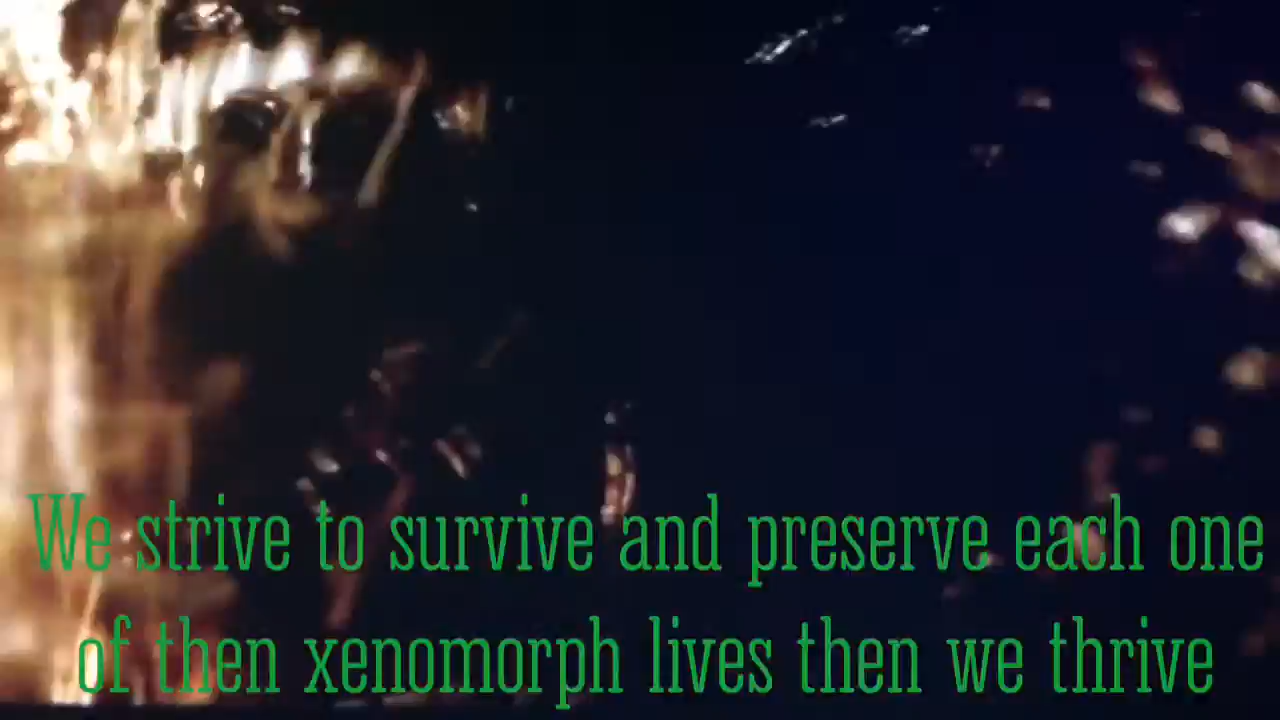 We strive to survive and preserve each one
of then xenomorph lives then we thrive